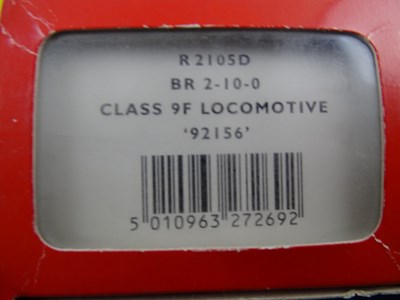 R2105D
BR 2-10-0
CLASS 9F LOCOMOTIVE
'92156'
5 010963 272692